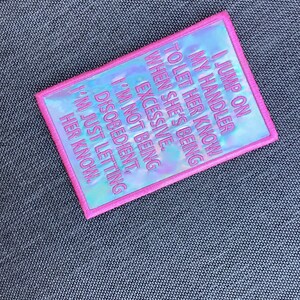 I JUMP ON
MY HANDLER
TO LET HER KNOW
WHEN SHE'S BEING
EXCESSIVE.
I'M NOT BEING
DISOBEDIENT,
I'M JUST LETTING
HER KNOW.